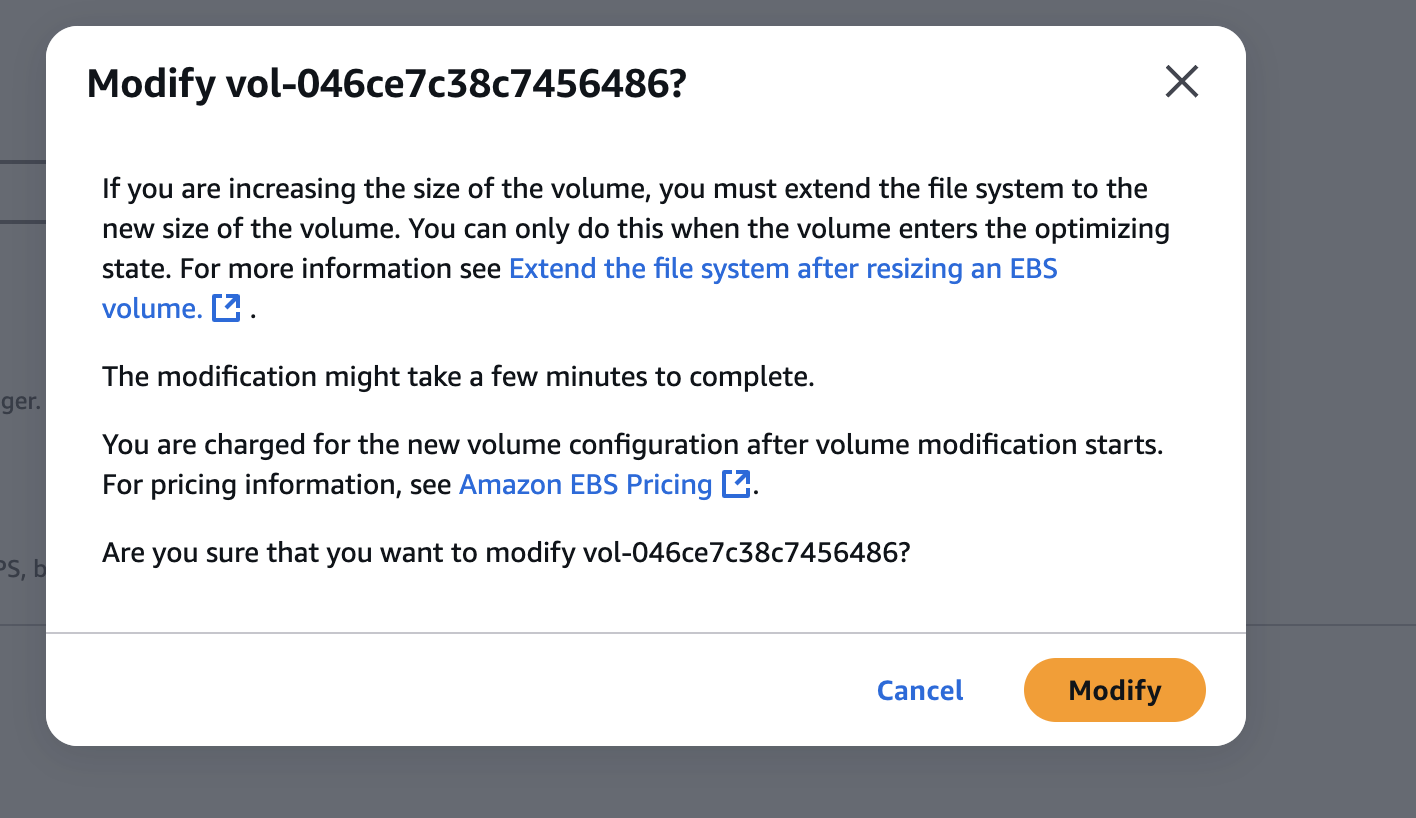 Modify vol-046ce7c38c7456486?
If you are increasing the size of the volume, you must extend the file system to the
new size of the volume. You can only do this when the volume enters the optimizing
state. For more information see Extend the file system after resizing an EBS
volume. .
ger.
The modification might take a few minutes to complete.
You are charged for the new volume configuration after volume modification starts.
For pricing information, see Amazon EBS Pricing .
Are you sure that you want to modify vol-046ce7c38c7456486?
PS, b
Cancel Modify